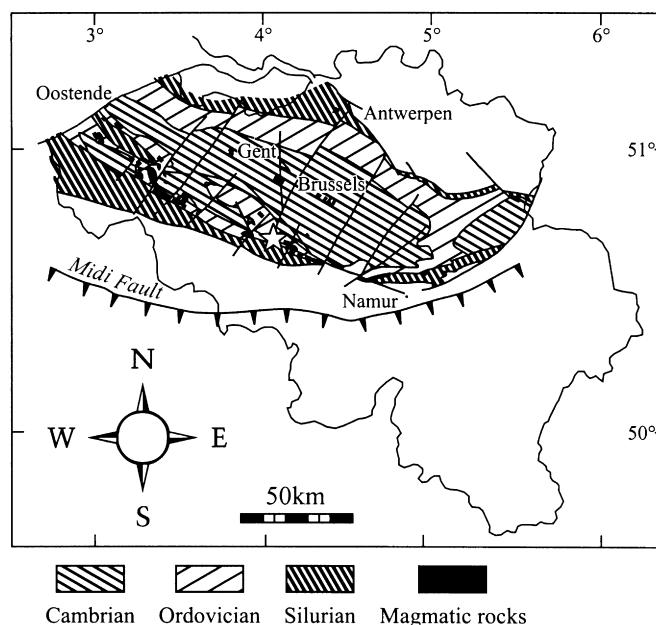 3° 4° 5° 6°
Oostende
Antwerpen
51°
Gent
Brussels
Midi Fault
Namur
N
W E
50°
S
50km
Cambrian Ordovician Silurian Magmatic rocks